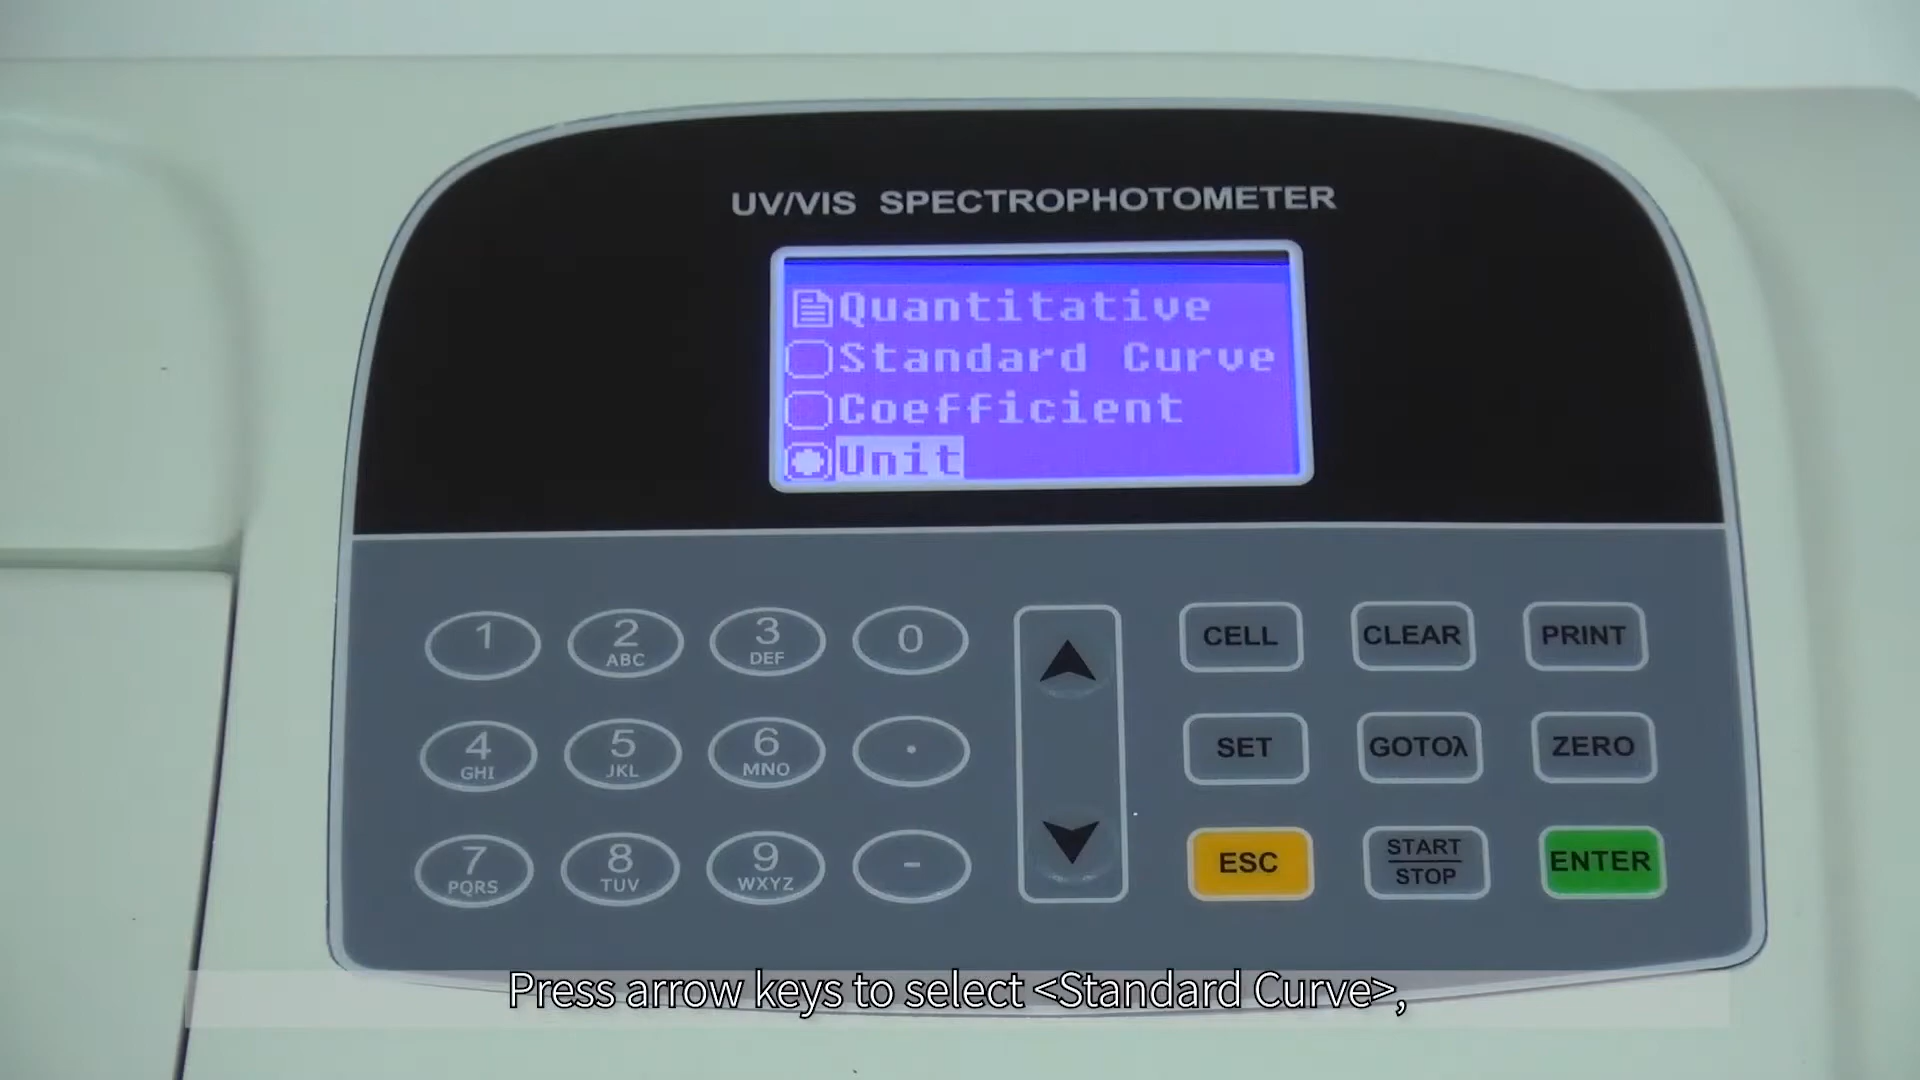 UV/VIS SPECTROPHOTOMETER
Quantitative
Standard Curve
Coefficient
Unit
1
2
ABC
3
DEF
0
CELL
CLEAR
PRINT
4
GHI
5
JKL
6
MNO
.
SET
GOTOλ
ZERO
7
PQRS
8
TUV
9
WXYZ
-
ESC
START
STOP
ENTER
Press arrow keys to select <Standard Curve>,